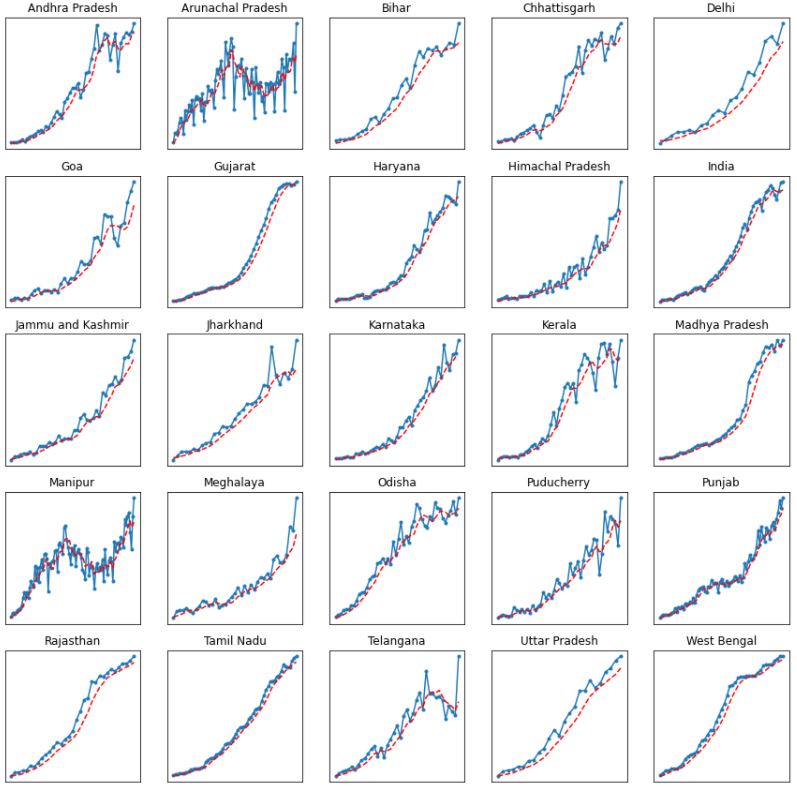 Andhra Pradesh
Arunachal Pradesh
Bihar
Chhattisgarh
Delhi
Goa
Gujarat
Haryana
Himachal Pradesh
India
Jammu and Kashmir
Jharkhand
Karnataka
Kerala
Madhya Pradesh
Manipur
Meghalaya
Odisha
Puducherry
Punjab
Rajasthan
Tamil Nadu
Telangana
Uttar Pradesh
West Bengal